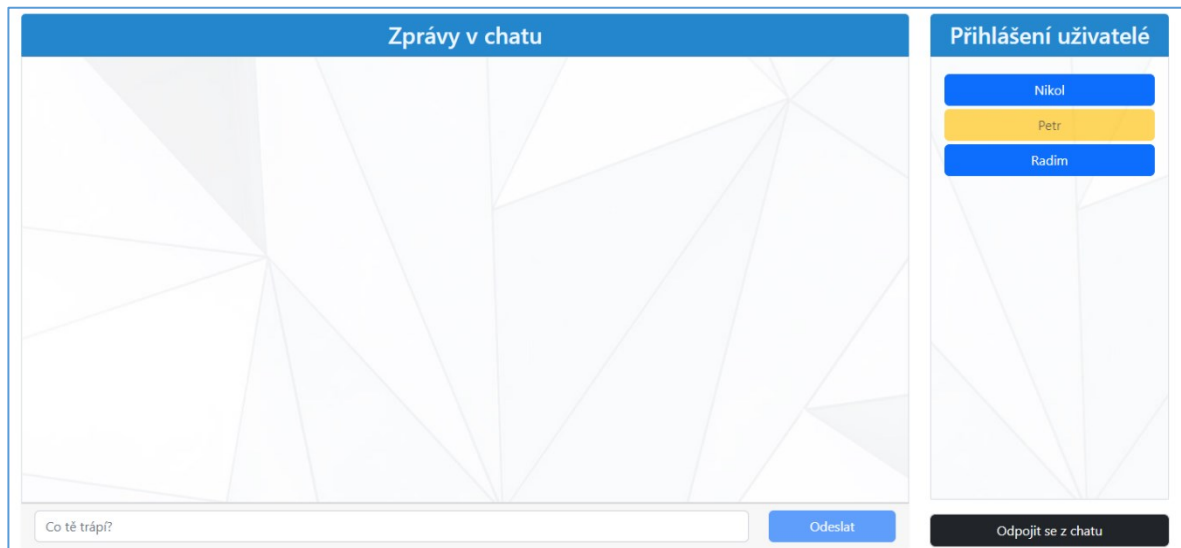 Zprávy v chatu
Co tě trápí?
Odeslat
Přihlášení uživatelé
Nikol
Petr
Radim
Odpojit se z chatu